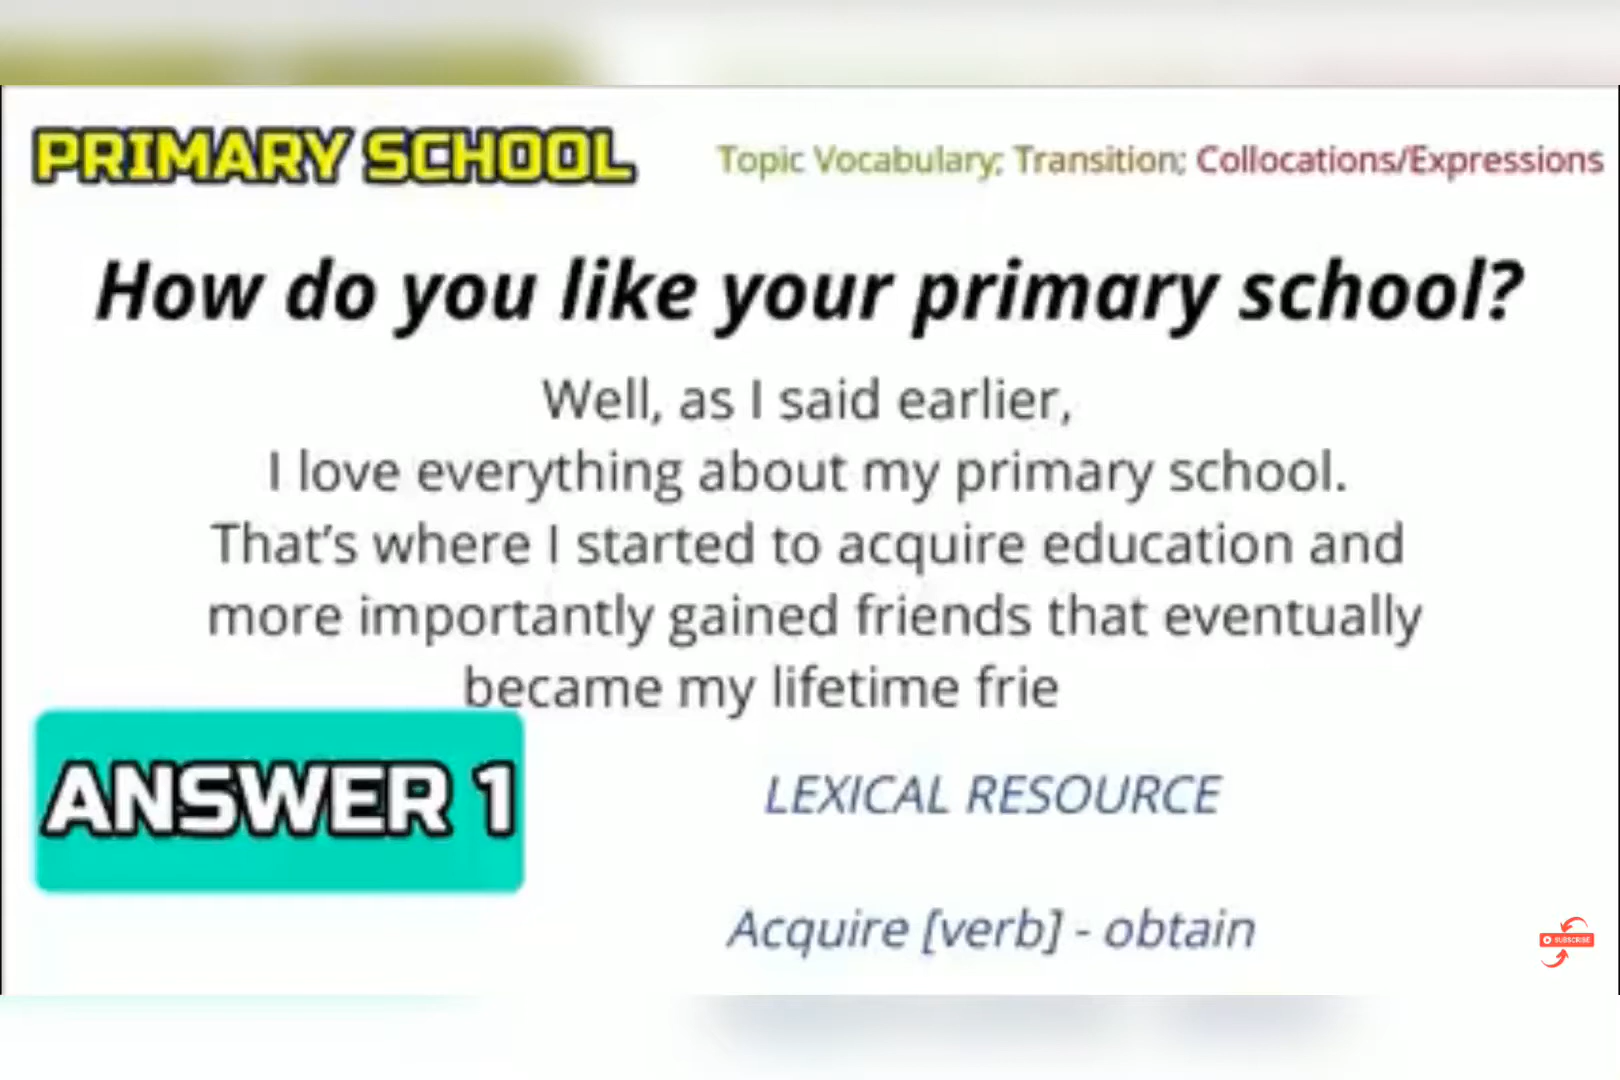 PRIMARY SCHOOL
Topic Vocabulary; Transition; Collocations/Expressions
How do you like your primary school?
Well, as I said earlier,
I love everything about my primary school.
That's where I started to acquire education and
more importantly gained friends that eventually
became my lifetime frie
ANSWER 1
LEXICAL RESOURCE
Acquire [verb] - obtain
SUBSCRIBE